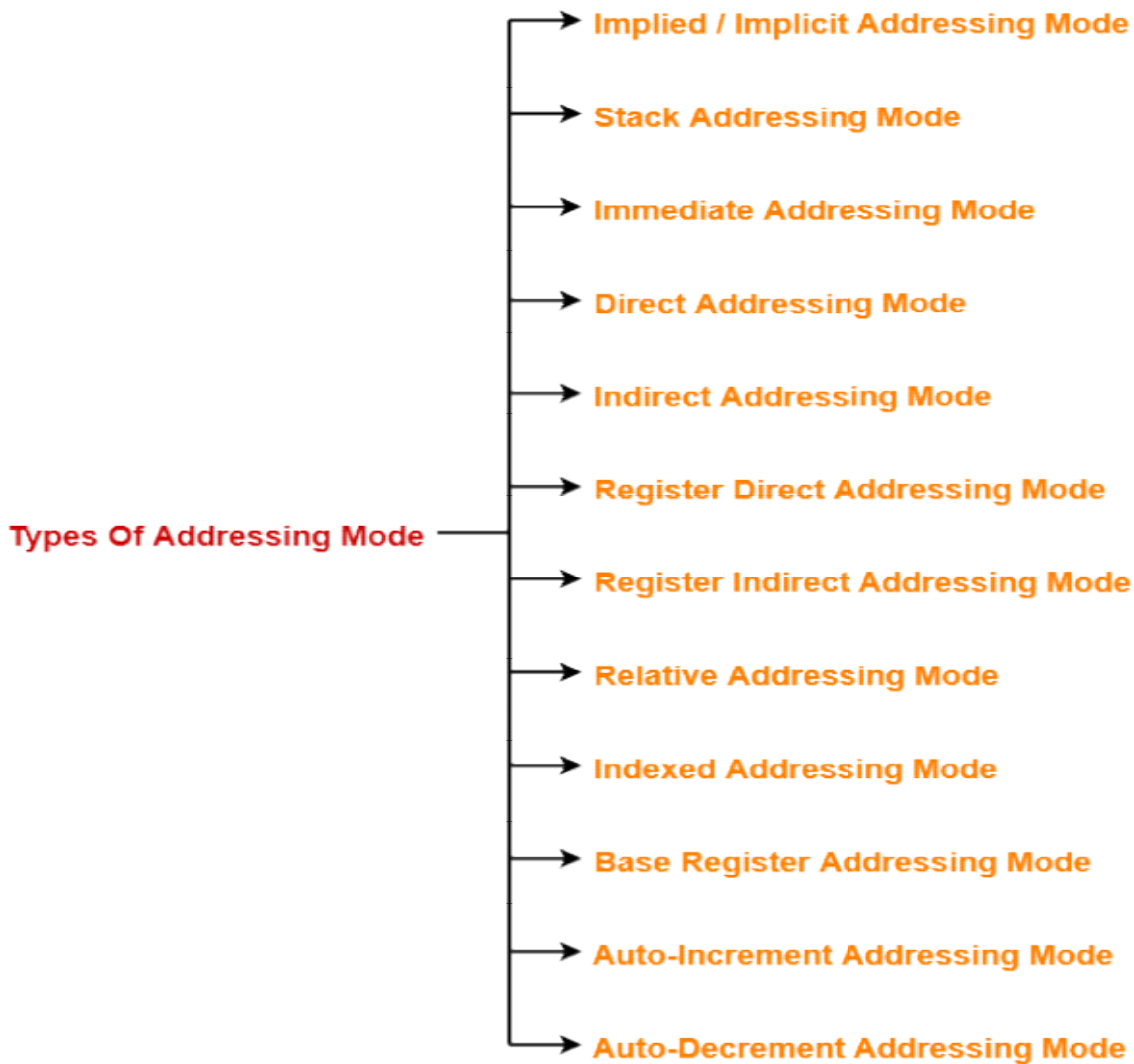 Implied / Implicit Addressing Mode
Stack Addressing Mode
Immediate Addressing Mode
Direct Addressing Mode
Indirect Addressing Mode
Register Direct Addressing Mode
Types Of Addressing Mode
Register Indirect Addressing Mode
Relative Addressing Mode
Indexed Addressing Mode
Base Register Addressing Mode
Auto-Increment Addressing Mode
Auto-Decrement Addressing Mode